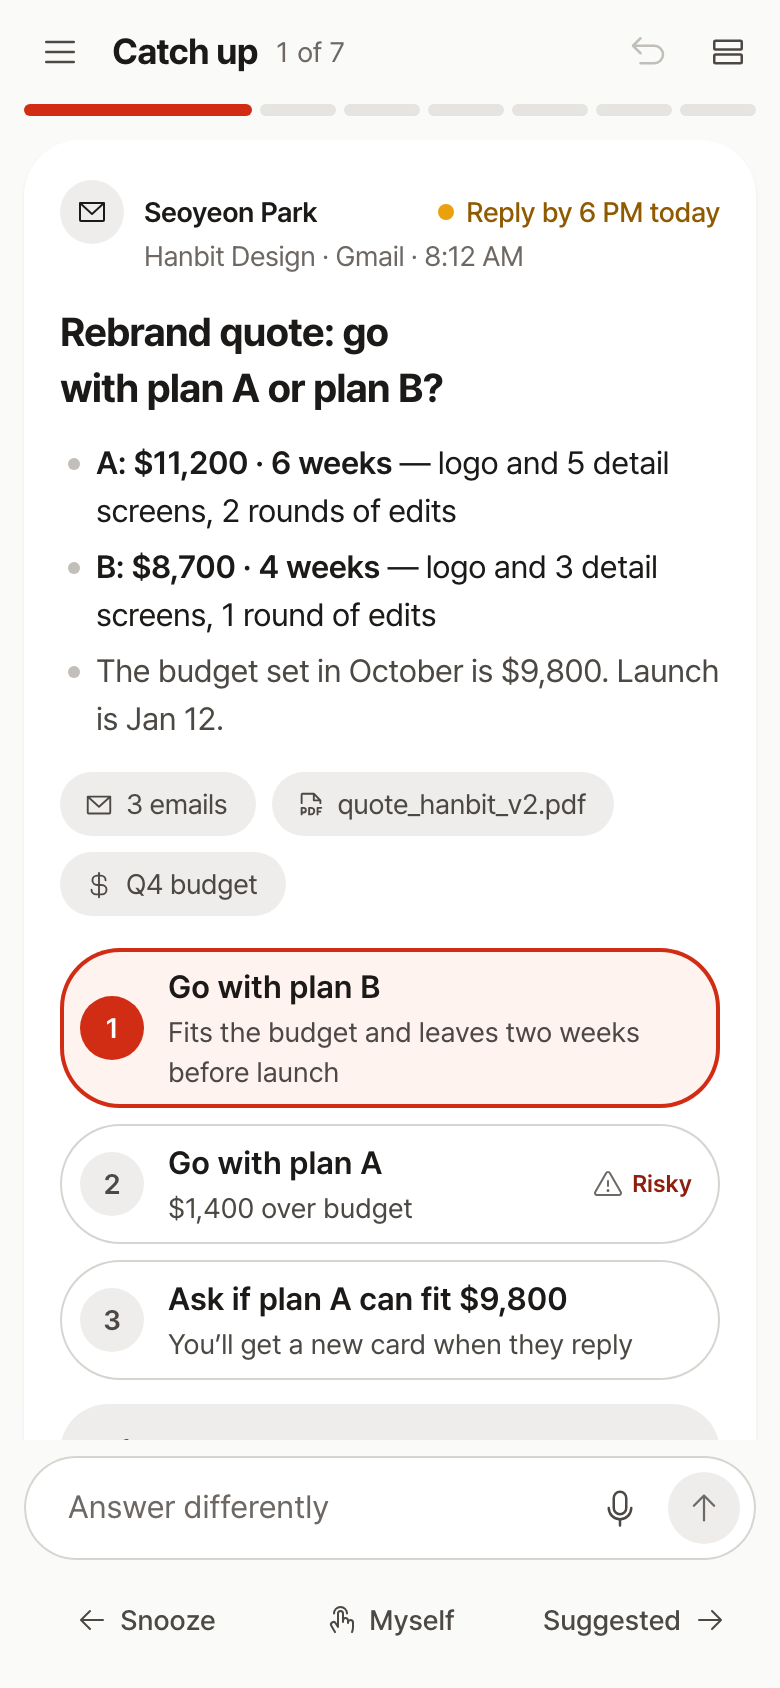 Catch up 1 of 7
Seoyeon Park
Reply by 6 PM today
Hanbit Design · Gmail · 8:12 AM
Rebrand quote: go
with plan A or plan B?
A: $11,200 · 6 weeks — logo and 5 detail
screens, 2 rounds of edits
B: $8,700 · 4 weeks — logo and 3 detail
screens, 1 round of edits
The budget set in October is $9,800. Launch
is Jan 12.
3 emails
PDF quote_hanbit_v2.pdf
$ Q4 budget
1
Go with plan B
Fits the budget and leaves two weeks
before launch
2
Go with plan A
$1,400 over budget
Risky
3
Ask if plan A can fit $9,800
You’ll get a new card when they reply
Answer differently
Snooze
Myself
Suggested